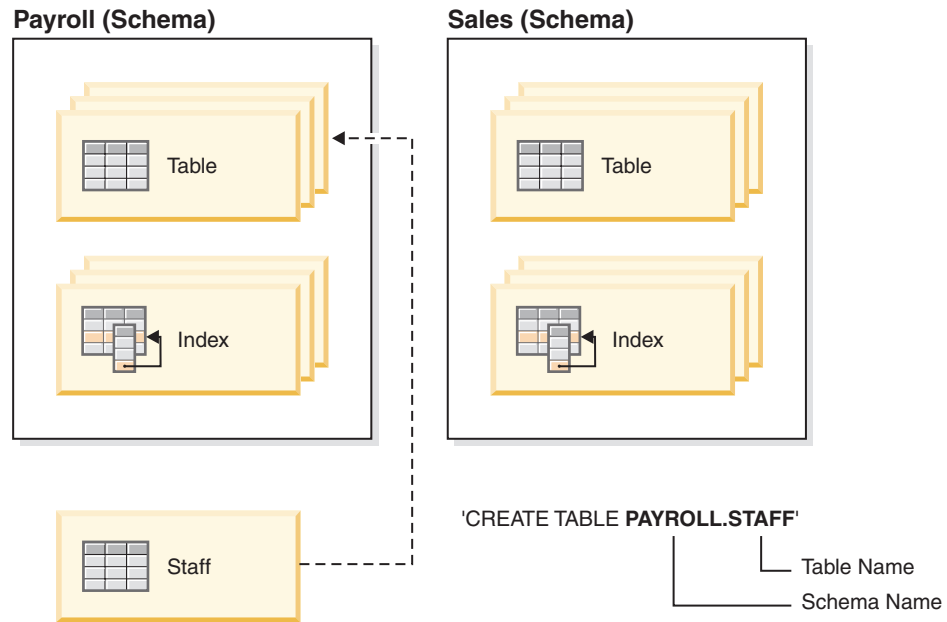 Payroll (Schema)
Sales (Schema)
Table
Table
Index
Index
Staff
'CREATE TABLE PAYROLL.STAFF'
Table Name
Schema Name